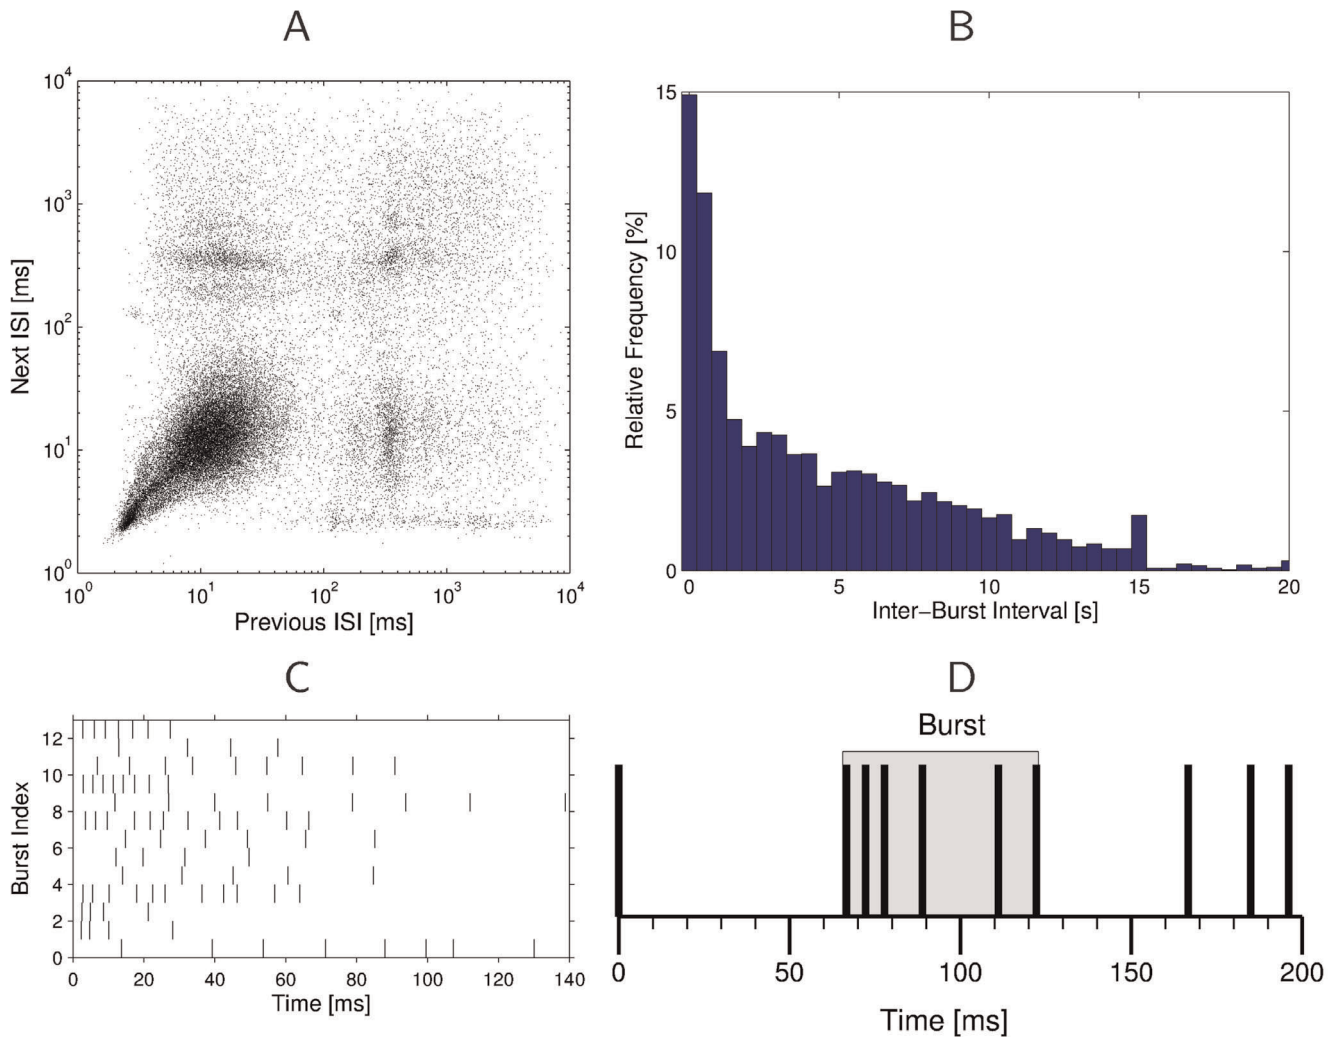 A
10^4
10^3
10^2
10^1
10^0
Next ISI [ms]
10^0 10^1 10^2 10^3 10^4
Previous ISI [ms]
B
15
10
5
0
Relative Frequency [%]
0 5 10 15 20
Inter−Burst Interval [s]
C
12
10
8
6
4
2
0
Burst Index
0 20 40 60 80 100 120 140
Time [ms]
D
Burst
0 50 100 150 200
Time [ms]